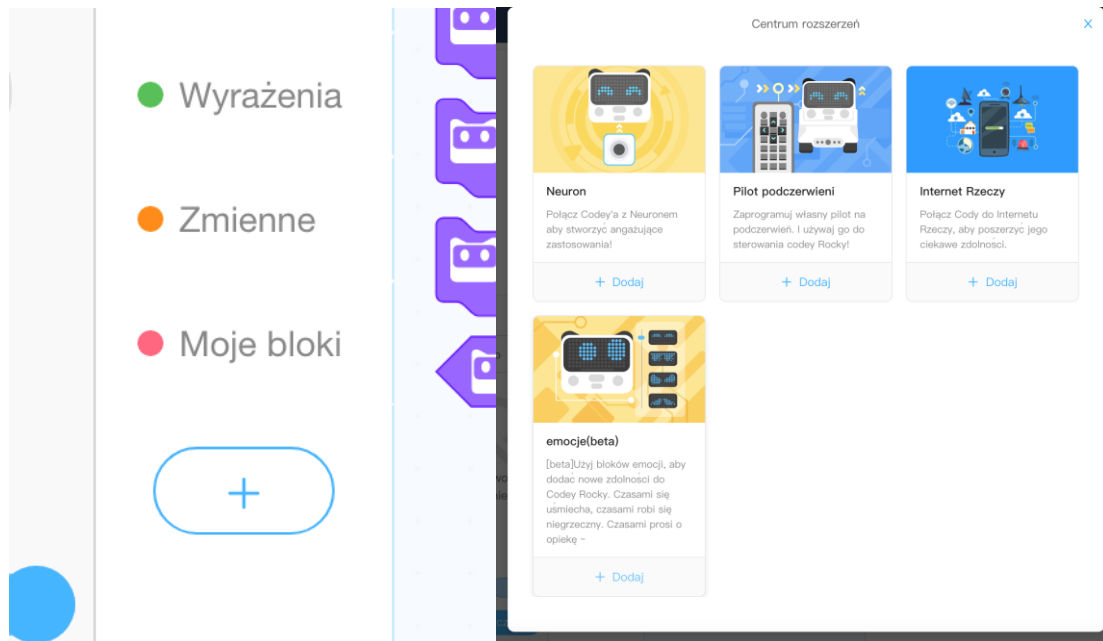 Wyrażenia
Zmienne
Moje bloki
+
Centrum rozszerzeń
X
Neuron
Połącz Codey'a z Neuronem
aby stworzyc angażujące
zastosowania!
+ Dodaj
Pilot podczerwieni
Zaprogramuj własny pilot na
podczerwień. I używaj go do
sterowania codey Rocky!
+ Dodaj
Internet Rzeczy
Połącz Cody do Internetu
Rzeczy, aby poszerzyc jego
ciekawe zdolnosci.
+ Dodaj
emocje(beta)
[beta]Uzyj bloków emocji, aby
dodać nowe zdolności do
Codey Rocky. Czasami się
usmiecha, czasami robi się
niegrzeczny. Czasami prosi o
opiekę ~
+ Dodaj